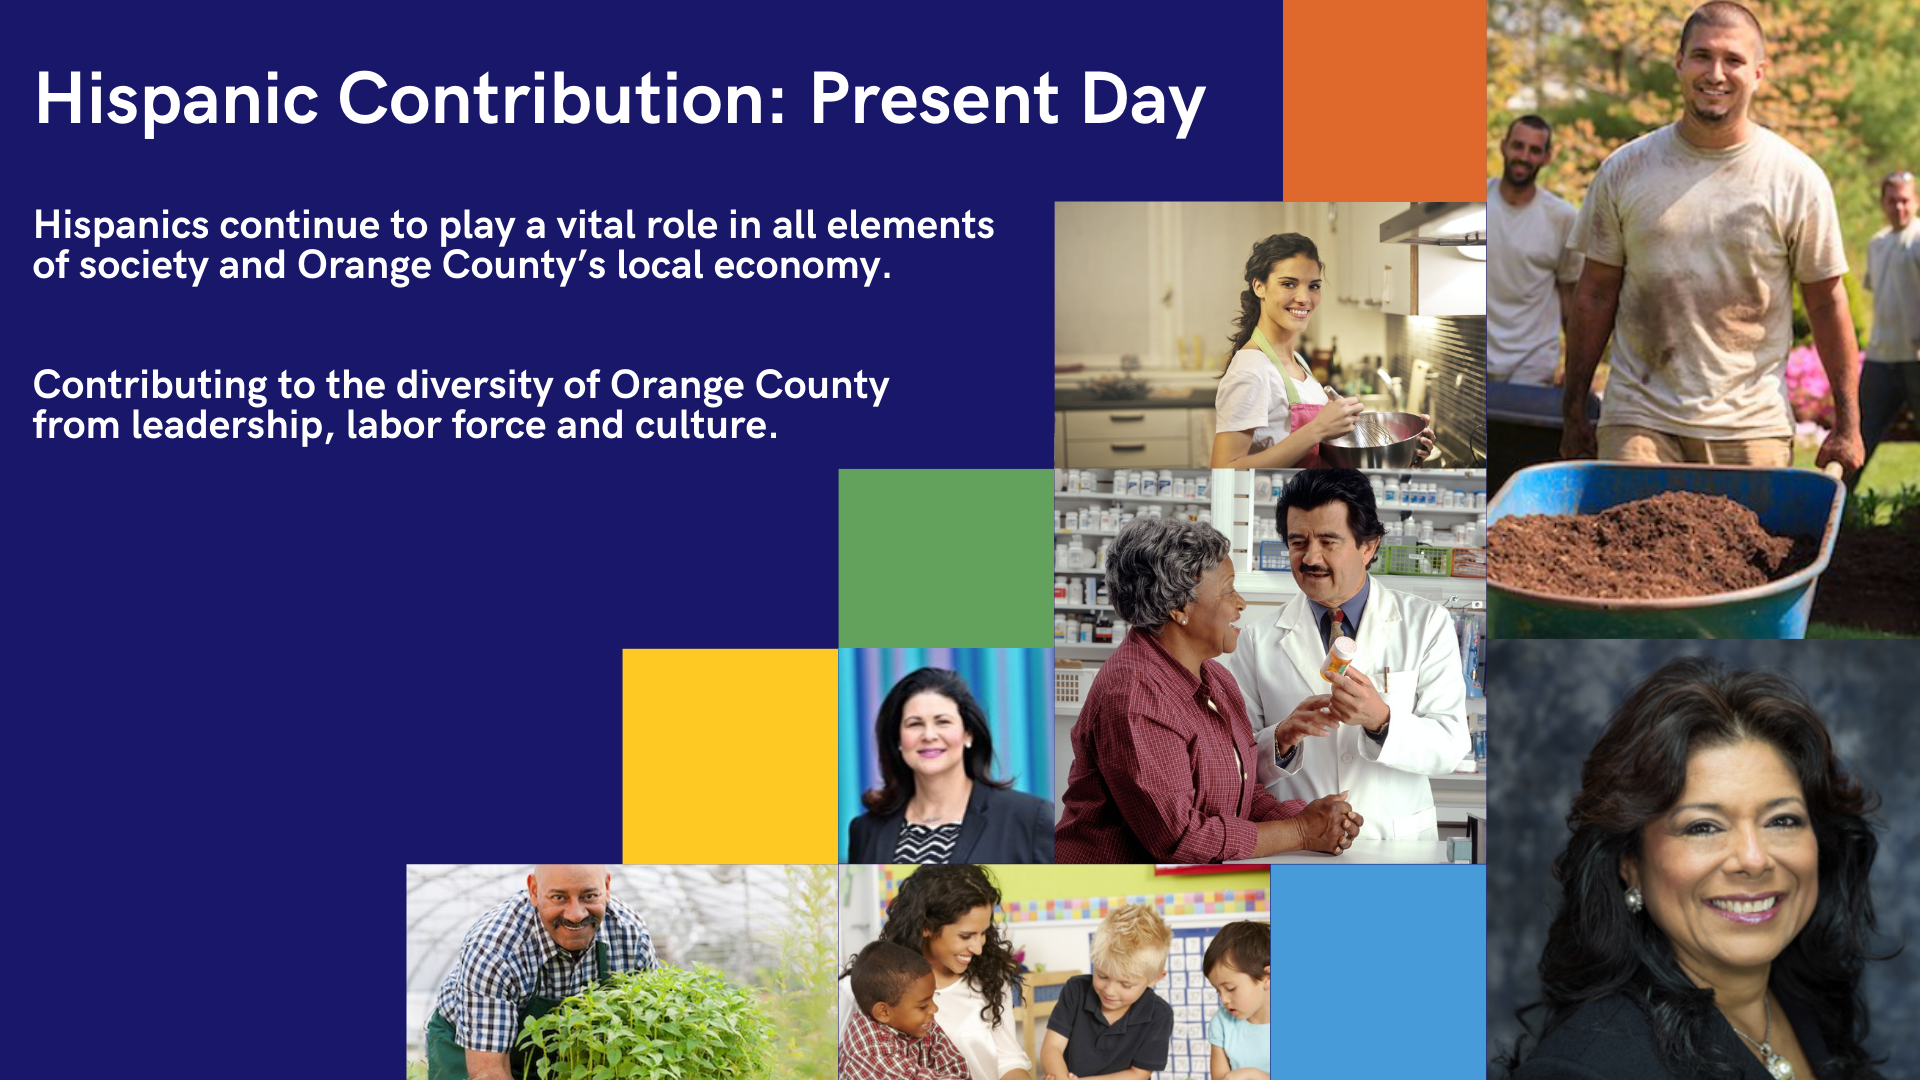 Hispanic Contribution: Present Day
Hispanics continue to play a vital role in all elements
of society and Orange County’s local economy.
Contributing to the diversity of Orange County
from leadership, labor force and culture.